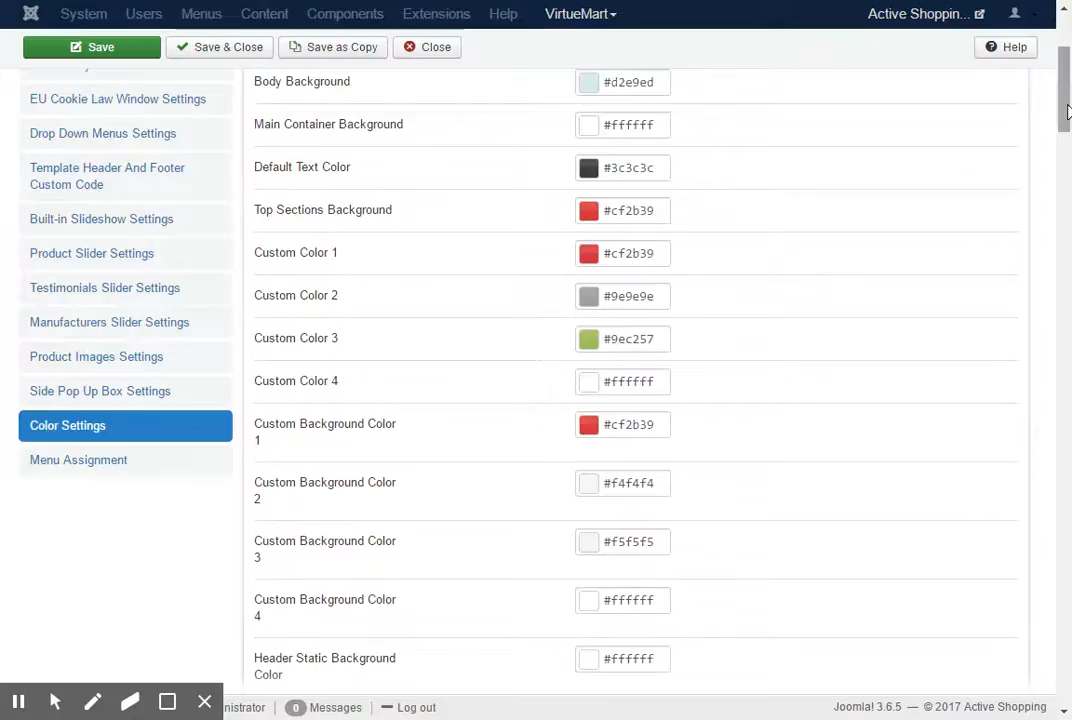 System Users Menus Content Components Extensions Help VirtueMart Active Shoppin...
Save Save & Close Save as Copy Close Help
EU Cookie Law Window Settings
Drop Down Menus Settings
Template Header And Footer
Custom Code
Built-in Slideshow Settings
Product Slider Settings
Testimonials Slider Settings
Manufacturers Slider Settings
Product Images Settings
Side Pop Up Box Settings
Color Settings
Menu Assignment
Body Background #d2e9ed
Main Container Background #ffffff
Default Text Color #3c3c3c
Top Sections Background #cf2b39
Custom Color 1 #cf2b39
Custom Color 2 #9e9e9e
Custom Color 3 #9ec257
Custom Color 4 #ffffff
Custom Background Color #cf2b39
1
Custom Background Color #f4f4f4
2
Custom Background Color #f5f5f5
3
Custom Background Color #ffffff
4
Header Static Background #ffffff
Color
nistrator 0 Messages Log out Joomla! 3.6.5 — © 2017 Active Shopping